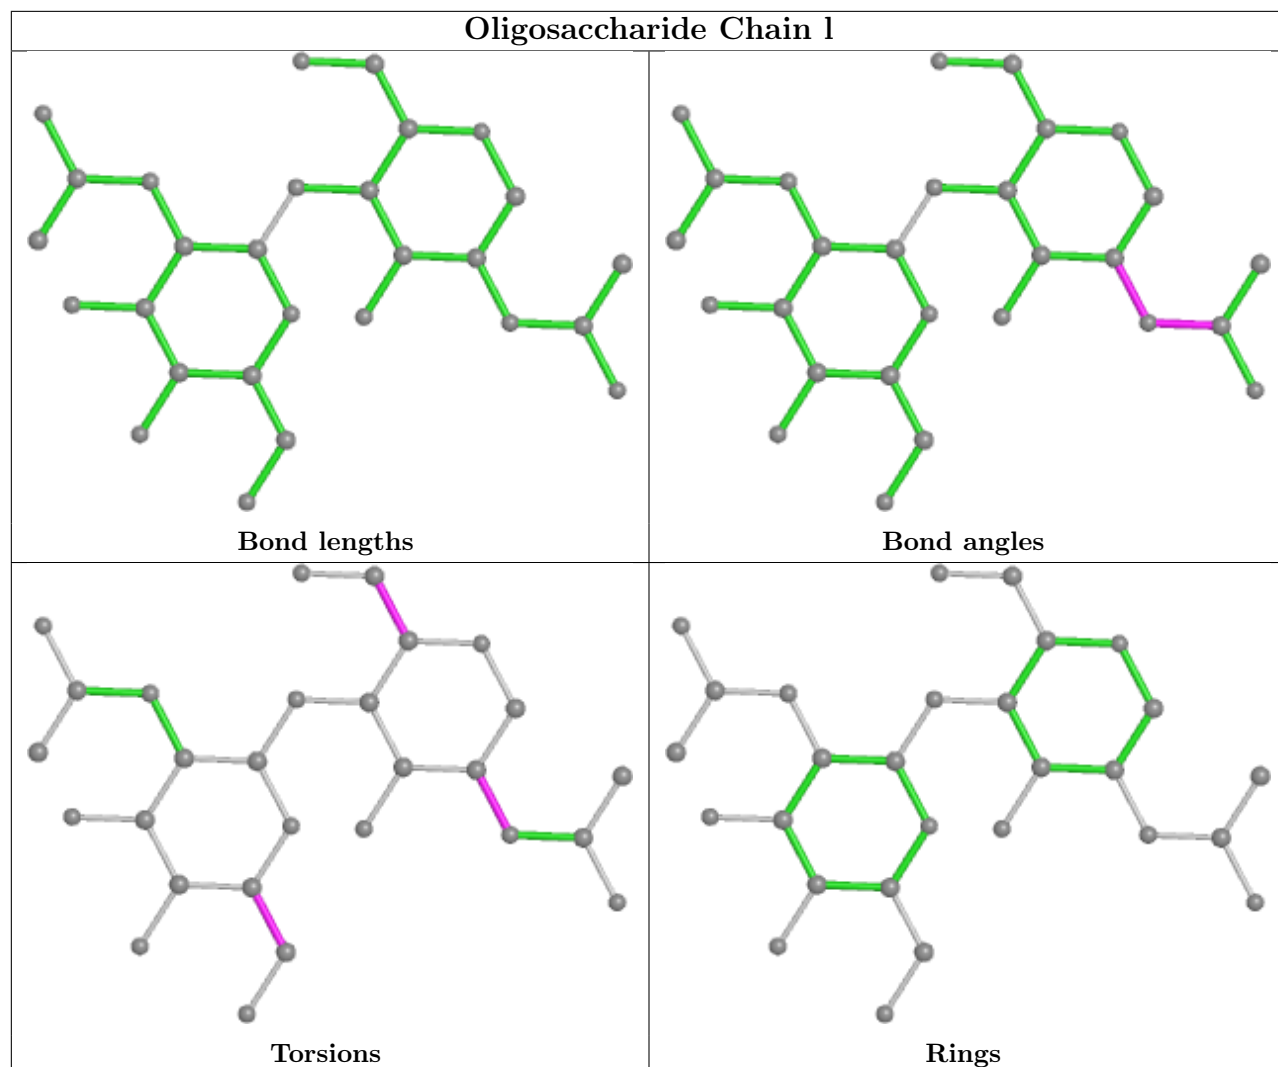 Oligosaccharide Chain l
Bond lengths
Bond angles
Torsions
Rings